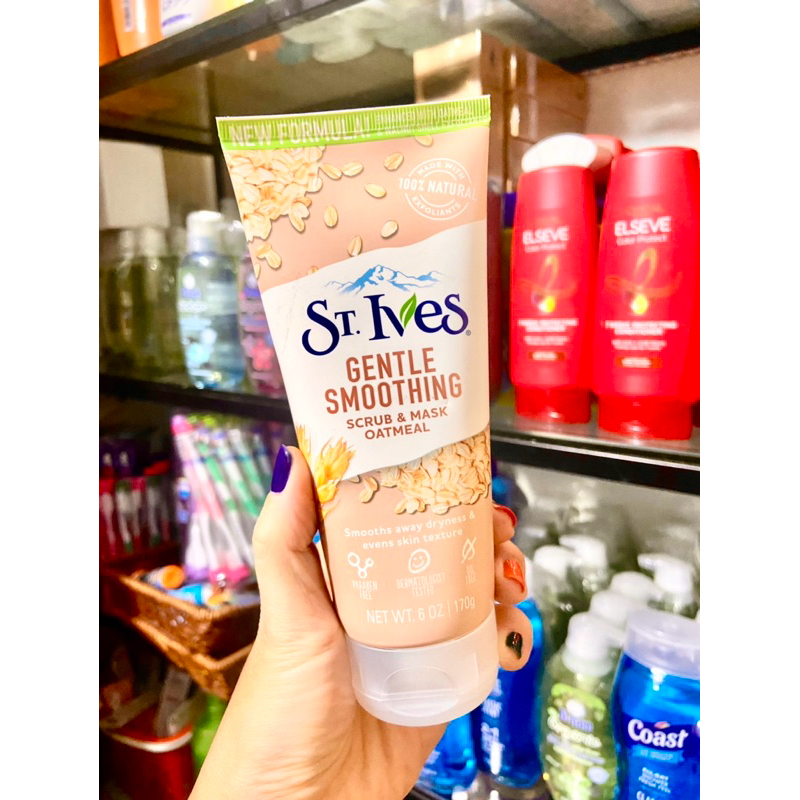 NEW FORMULA!
MADE WITH
100% NATURAL
EXFOLIANTS
ST. IVES
GENTLE
SMOOTHING
SCRUB & MASK
OATMEAL
Smooths away dryness &
evens skin texture
PARABEN
FREE
DERMATOLOGIST
TESTED
OIL
FREE
NET WT. 6 OZ | 170g
ELSEVE
ELSEVE
Coast